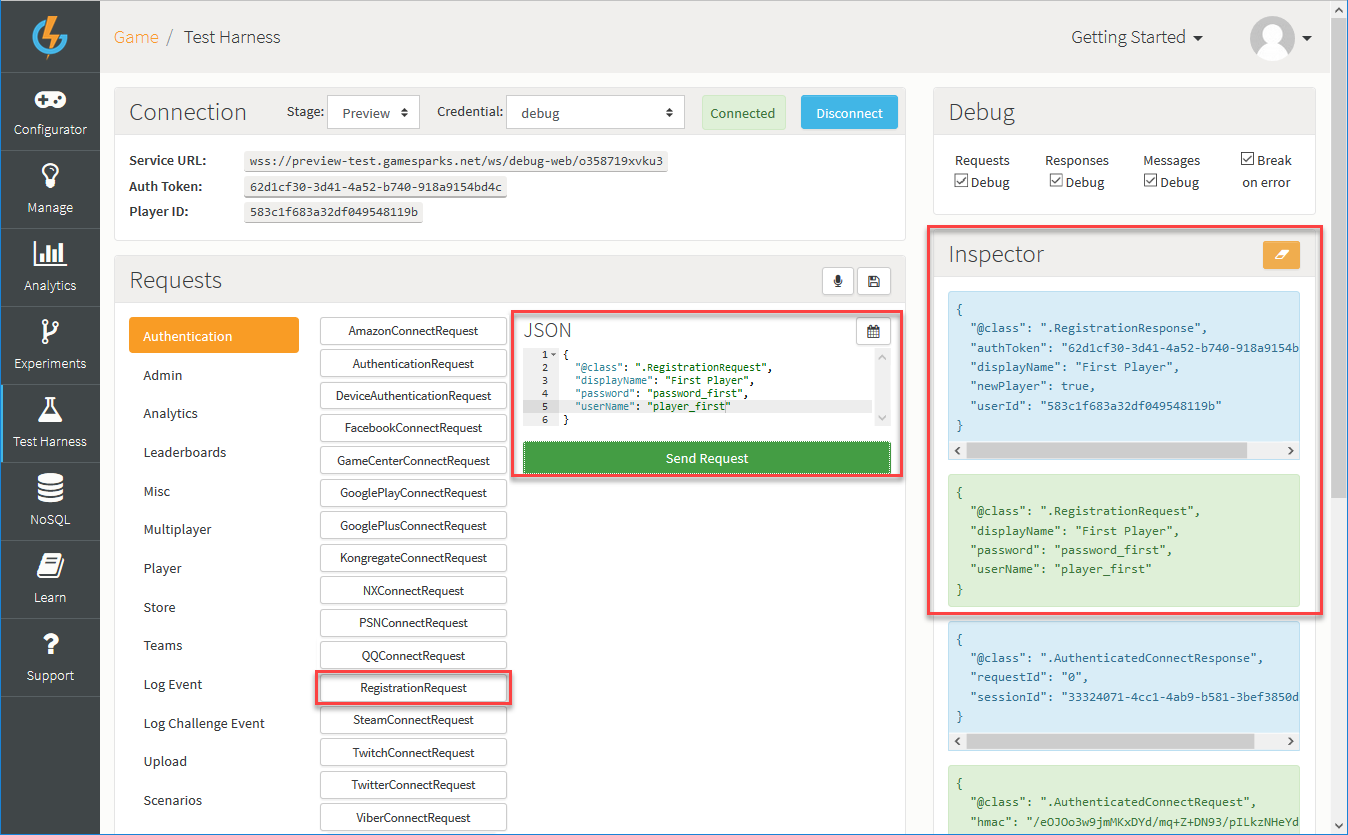 Game / Test Harness
Getting Started
Configurator
Manage
Analytics
Experiments
Test Harness
NoSQL
Learn
Support
Connection
Stage: Preview
Credential: debug
Connected
Disconnect
Service URL: wss://preview-test.gamesparks.net/ws/debug-web/o358719xvku3
Auth Token: 62d1cf30-3d41-4a52-b740-918a9154bd4c
Player ID: 583c1f683a32df049548119b
Requests
Authentication
Admin
Analytics
Leaderboards
Misc
Multiplayer
Player
Store
Teams
Log Event
Log Challenge Event
Upload
Scenarios
AmazonConnectRequest
AuthenticationRequest
DeviceAuthenticationRequest
FacebookConnectRequest
GameCenterConnectRequest
GooglePlayConnectRequest
GooglePlusConnectRequest
KongregateConnectRequest
NXConnectRequest
PSNConnectRequest
QQConnectRequest
RegistrationRequest
SteamConnectRequest
TwitchConnectRequest
TwitterConnectRequest
ViberConnectRequest
JSON
1 {
2 "@class": ".RegistrationRequest",
3 "displayName": "First Player",
4 "password": "password_first",
5 "userName": "player_first"
6 }
Send Request
Debug
Requests Responses Messages Break
Debug Debug Debug on error
Inspector
{
"@class": ".RegistrationResponse",
"authToken": "62d1cf30-3d41-4a52-b740-918a9154b
"displayName": "First Player",
"newPlayer": true,
"userId": "583c1f683a32df049548119b"
}
{
"@class": ".RegistrationRequest",
"displayName": "First Player",
"password": "password_first",
"userName": "player_first"
}
{
"@class": ".AuthenticatedConnectResponse",
"requestId": "0",
"sessionId": "33324071-4cc1-4ab9-b581-3bef3850d
}
{
"@class": ".AuthenticatedConnectRequest",
"hmac": "/eOJOo3w9jmMKxDYd/mq+Z+DN93/pILkzNHeYd